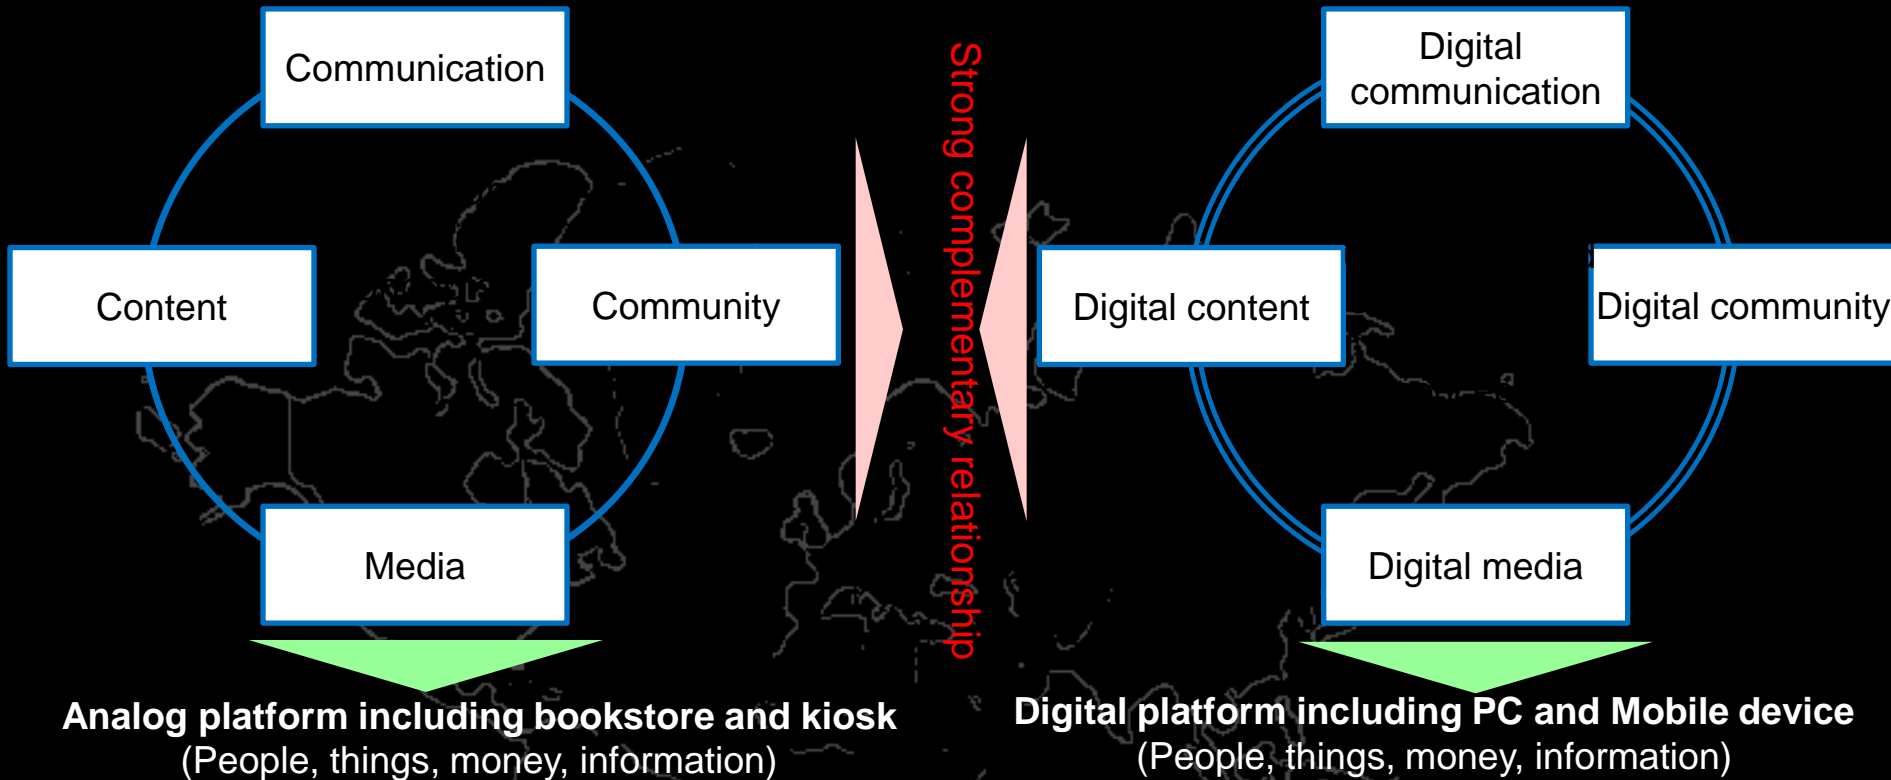 Communication
Content
Community
Media
Analog platform including bookstore and kiosk
(People, things, money, information)
Strong complementary relationship
Digital
communication
Digital content
Digital community
Digital media
Digital platform including PC and Mobile device
(People, things, money, information)